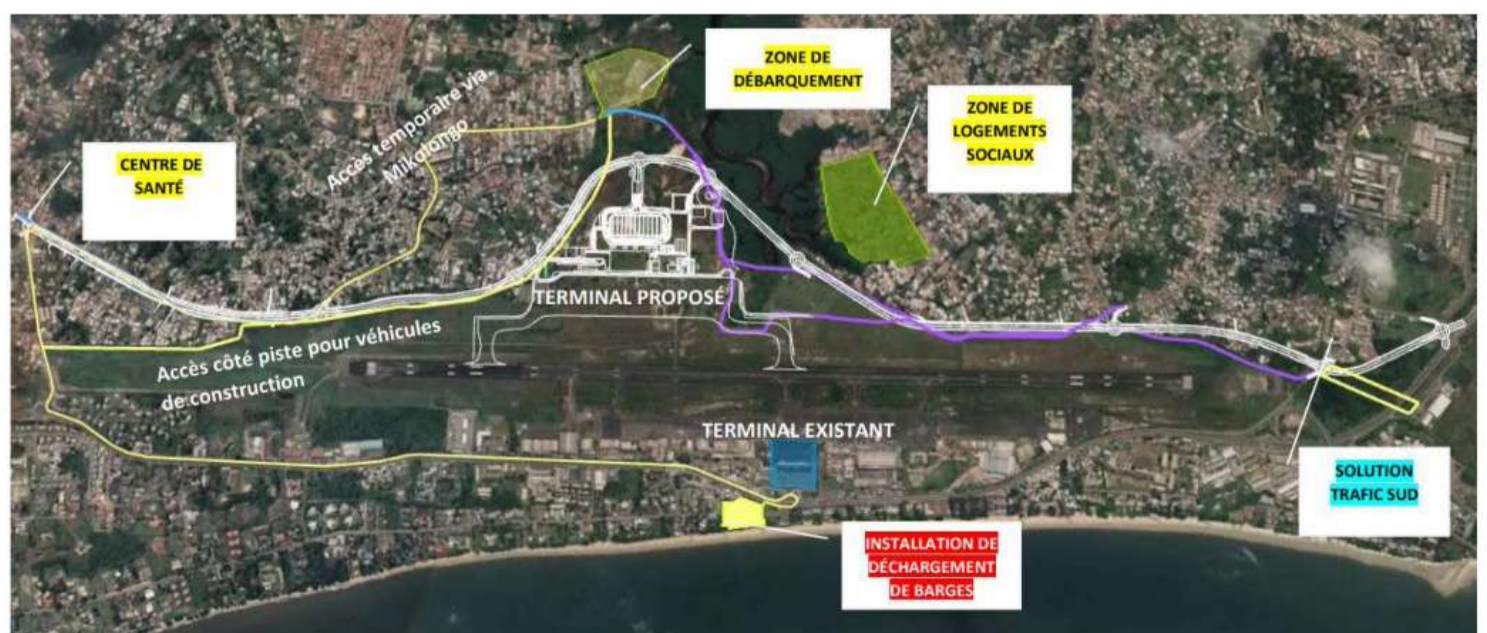 ZONE DE
DÉBARQUEMENT
ZONE DE
LOGEMENTS
SOCIAUX
Accès temporaire via
Mikolongo
CENTRE DE
SANTÉ
TERMINAL PROPOSÉ
Accès côté piste pour véhicules
de construction
TERMINAL EXISTANT
SOLUTION
TRAFIC SUD
INSTALLATION DE
DÉCHARGEMENT
DE BARGES